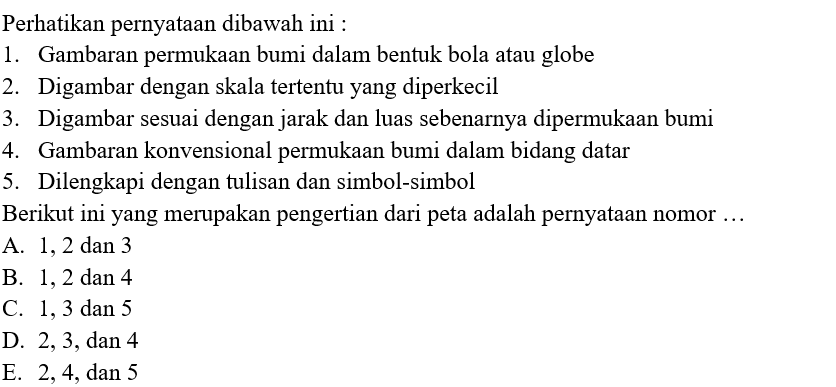 Perhatikan pernyataan dibawah ini :
1. Gambaran permukaan bumi dalam bentuk bola atau globe
2. Digambar dengan skala tertentu yang diperkecil
3. Digambar sesuai dengan jarak dan luas sebenarnya dipermukaan bumi
4. Gambaran konvensional permukaan bumi dalam bidang datar
5. Dilengkapi dengan tulisan dan simbol-simbol
Berikut ini yang merupakan pengertian dari peta adalah pernyataan nomor …
A. 1, 2 dan 3
B. 1, 2 dan 4
C. 1, 3 dan 5
D. 2, 3, dan 4
E. 2, 4, dan 5